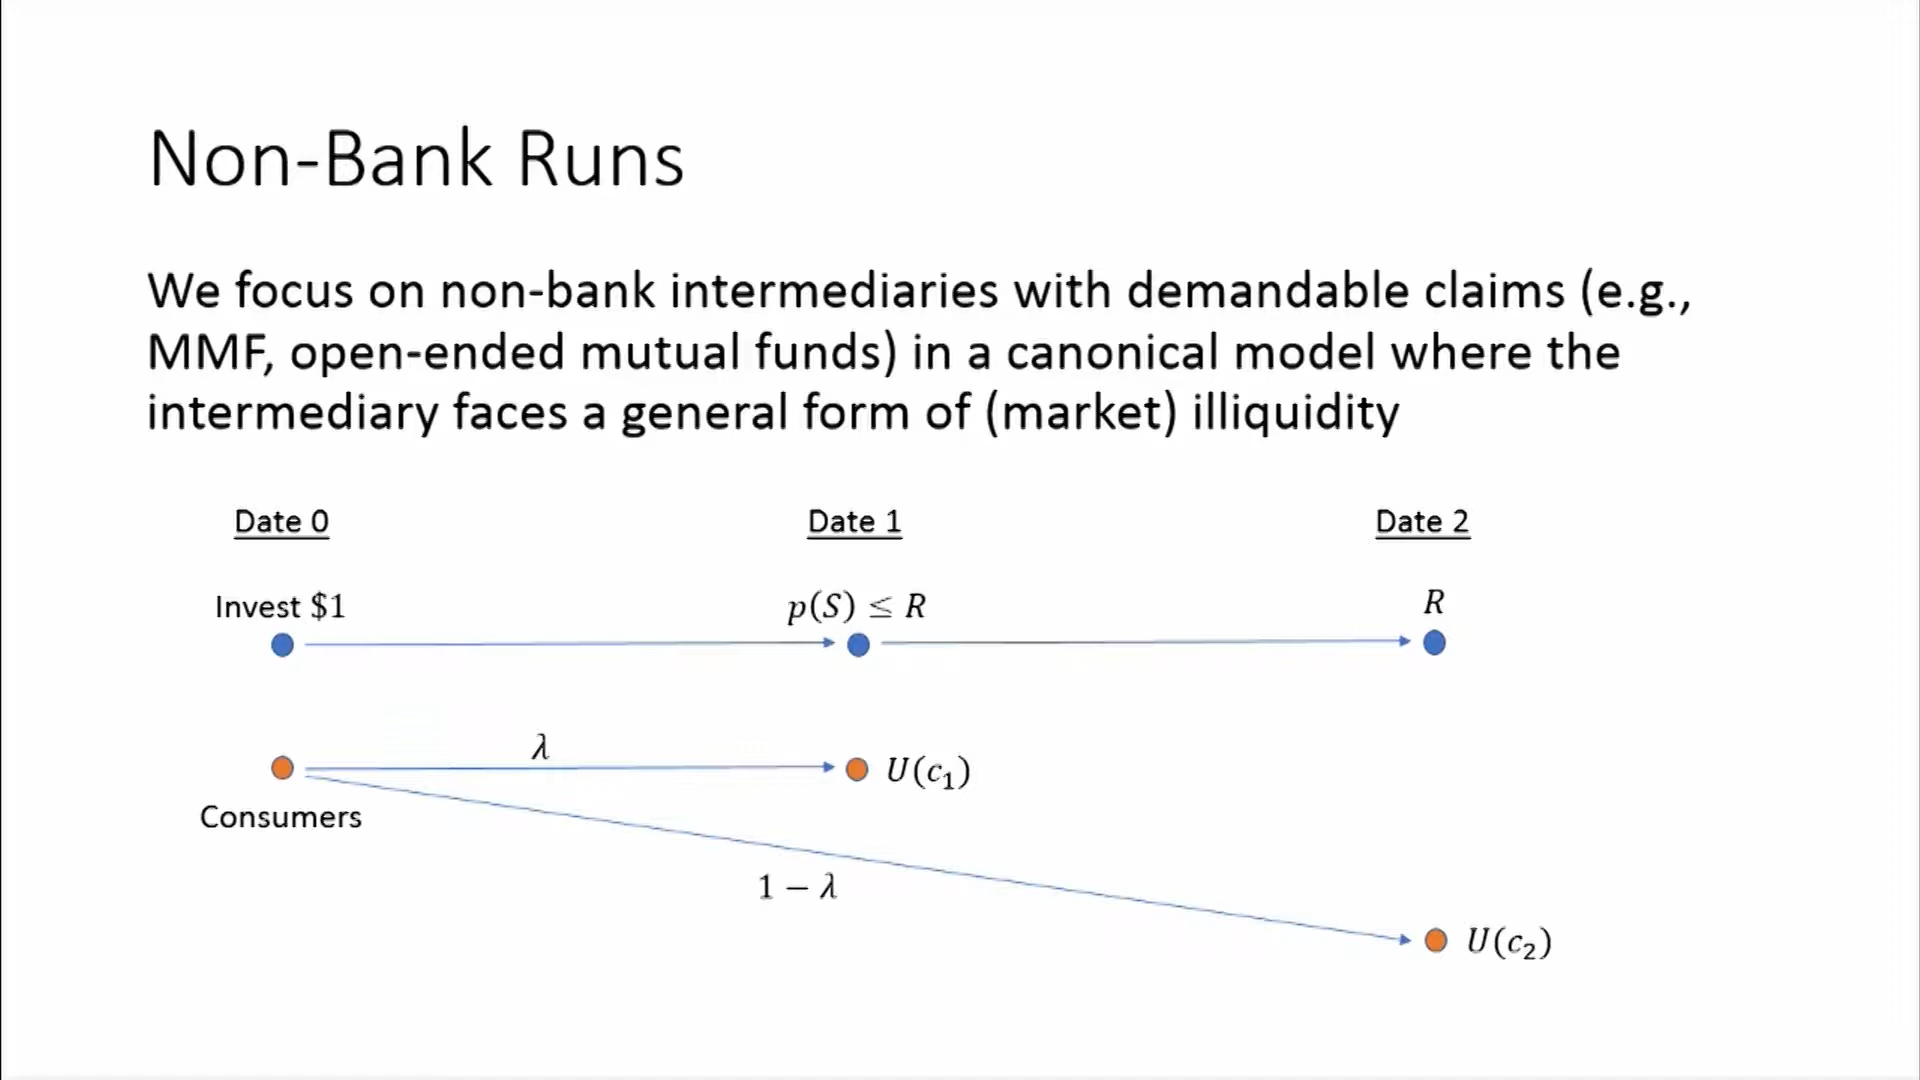 Non-Bank Runs
We focus on non-bank intermediaries with demandable claims (e.g.,
MMF, open-ended mutual funds) in a canonical model where the
intermediary faces a general form of (market) illiquidity
Date 0
Date 1
Date 2
Invest $1
p(S) ≤ R
R
λ
U(c₁)
Consumers
1 − λ
U(c₂)